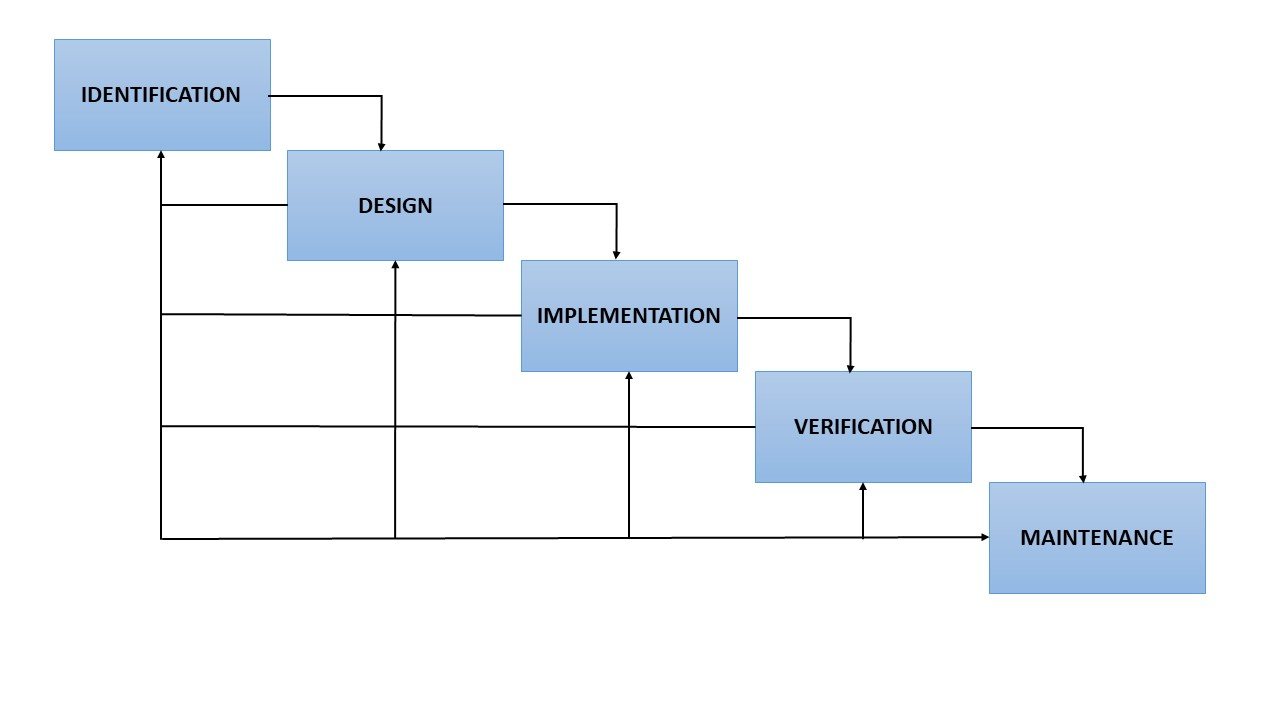 IDENTIFICATION
DESIGN
IMPLEMENTATION
VERIFICATION
MAINTENANCE